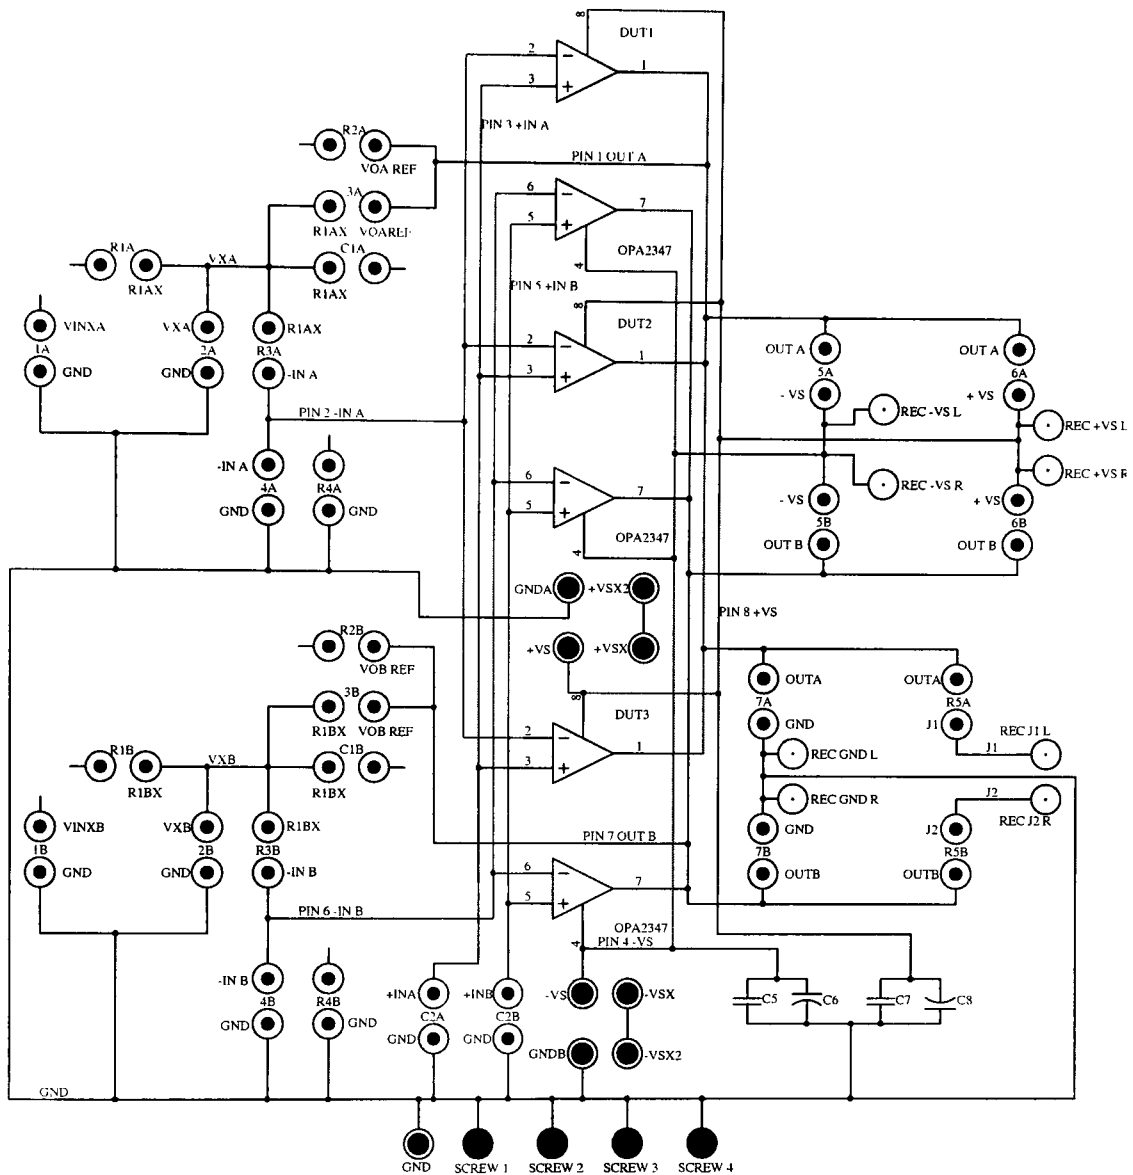 8
DUT1
2
1
3
PIN 3 +IN A
R2A
VOA REF
PIN 1 OUT A
6
7
3A
5
R1AX
VOAREF
OPA2347
R1A
VXA
C1A
4
R1AX
R1AX
PIN 5 +IN B
8
VINXA
VXA
R1AX
DUT2
2
1
OUT A
OUT A
1A
2A
R3A
GND
GND
-IN A
3
5A
6A
- VS
+ VS
REC -VS L
REC +VS L
PIN 2 -IN A
-IN A
6
7
REC -VS R
REC +VS R
4A
R4A
- VS
+ VS
GND
GND
5
5B
6B
OPA2347
4
OUT B
OUT B
GNDA
+VSX2
PIN 8 +VS
R2B
+VS
+VSX
VOB REF
OUTA
OUTA
8
3B
7A
R5A
R1BX
VOB REF
DUT3
GND
J1
REC J1 L
2
1
R1B
VXB
C1B
3
REC GND L
J1
R1BX
R1BX
REC GND R
J2
REC J2 R
VINXB
VXB
R1BX
GND
J2
PIN 7 OUT B
1B
2B
R3B
7B
R5B
GND
GND
-IN B
6
7
OUTB
OUTB
5
PIN 6 -IN B
OPA2347
4
PIN 4 -VS
-IN B
+INA
+INB
-VS
-VSX
C5
C6
C7
C8
4B
R4B
C2A
C2B
GND
GND
GND
GND
GNDB
-VSX2
GND
GND
SCREW 1
SCREW 2
SCREW 3
SCREW 4